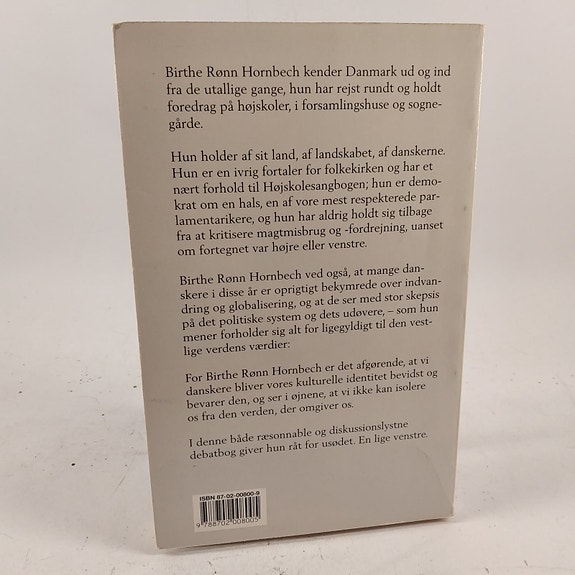 Birthe Rønn Hornbech kender Danmark ud og ind
fra de utallige gange, hun har rejst rundt og holdt
foredrag på højskoler, i forsamlingshuse og sogne-
gårde.
Hun holder af sit land, af landskabet, af danskerne.
Hun er en ivrig fortaler for folkekirken og har et
nært forhold til Højskolesangbogen; hun er demo-
krat om en hals, en af vore mest respekterede par-
lamentarikere, og hun har aldrig holdt sig tilbage
fra at kritisere magtmisbrug og -fordrejning, uanset
om fortegnet var højre eller venstre.
Birthe Rønn Hornbech ved også, at mange dan-
skere i disse år er oprigtigt bekymrede over indvan-
dring og globalisering, og at de ser med stor skepsis
på det politiske system og dets udøvere, – som hun
mener forholder sig alt for ligegyldigt til den vest-
lige verdens værdier:
For Birthe Rønn Hornbech er det afgørende, at vi
danskere bliver vores kulturelle identitet bevidst og
bevarer den, og ser i øjnene, at vi ikke kan isolere
os fra den verden, der omgiver os.
I denne både ræsonnable og diskussionslystne
debatbog giver hun råt for usødet. En lige venstre.
ISBN 87-02-00800-9
9 788702 008005